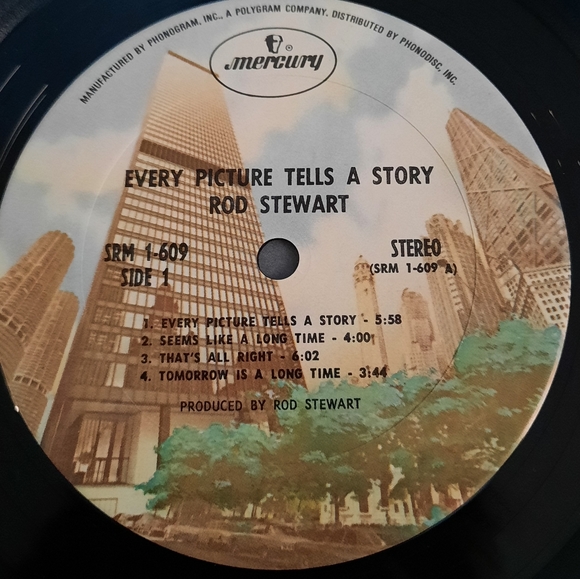 MANUFACTURED BY PHONOGRAM, INC., A POLYGRAM COMPANY. DISTRIBUTED BY PHONODISC, INC.
mercury®
EVERY PICTURE TELLS A STORY
ROD STEWART
SRM 1-609
SIDE 1
STEREO
(SRM 1-609 A)
1. EVERY PICTURE TELLS A STORY - 5:58
2. SEEMS LIKE A LONG TIME - 4:00
3. THAT'S ALL RIGHT - 6:02
4. TOMORROW IS A LONG TIME - 3:44
PRODUCED BY ROD STEWART